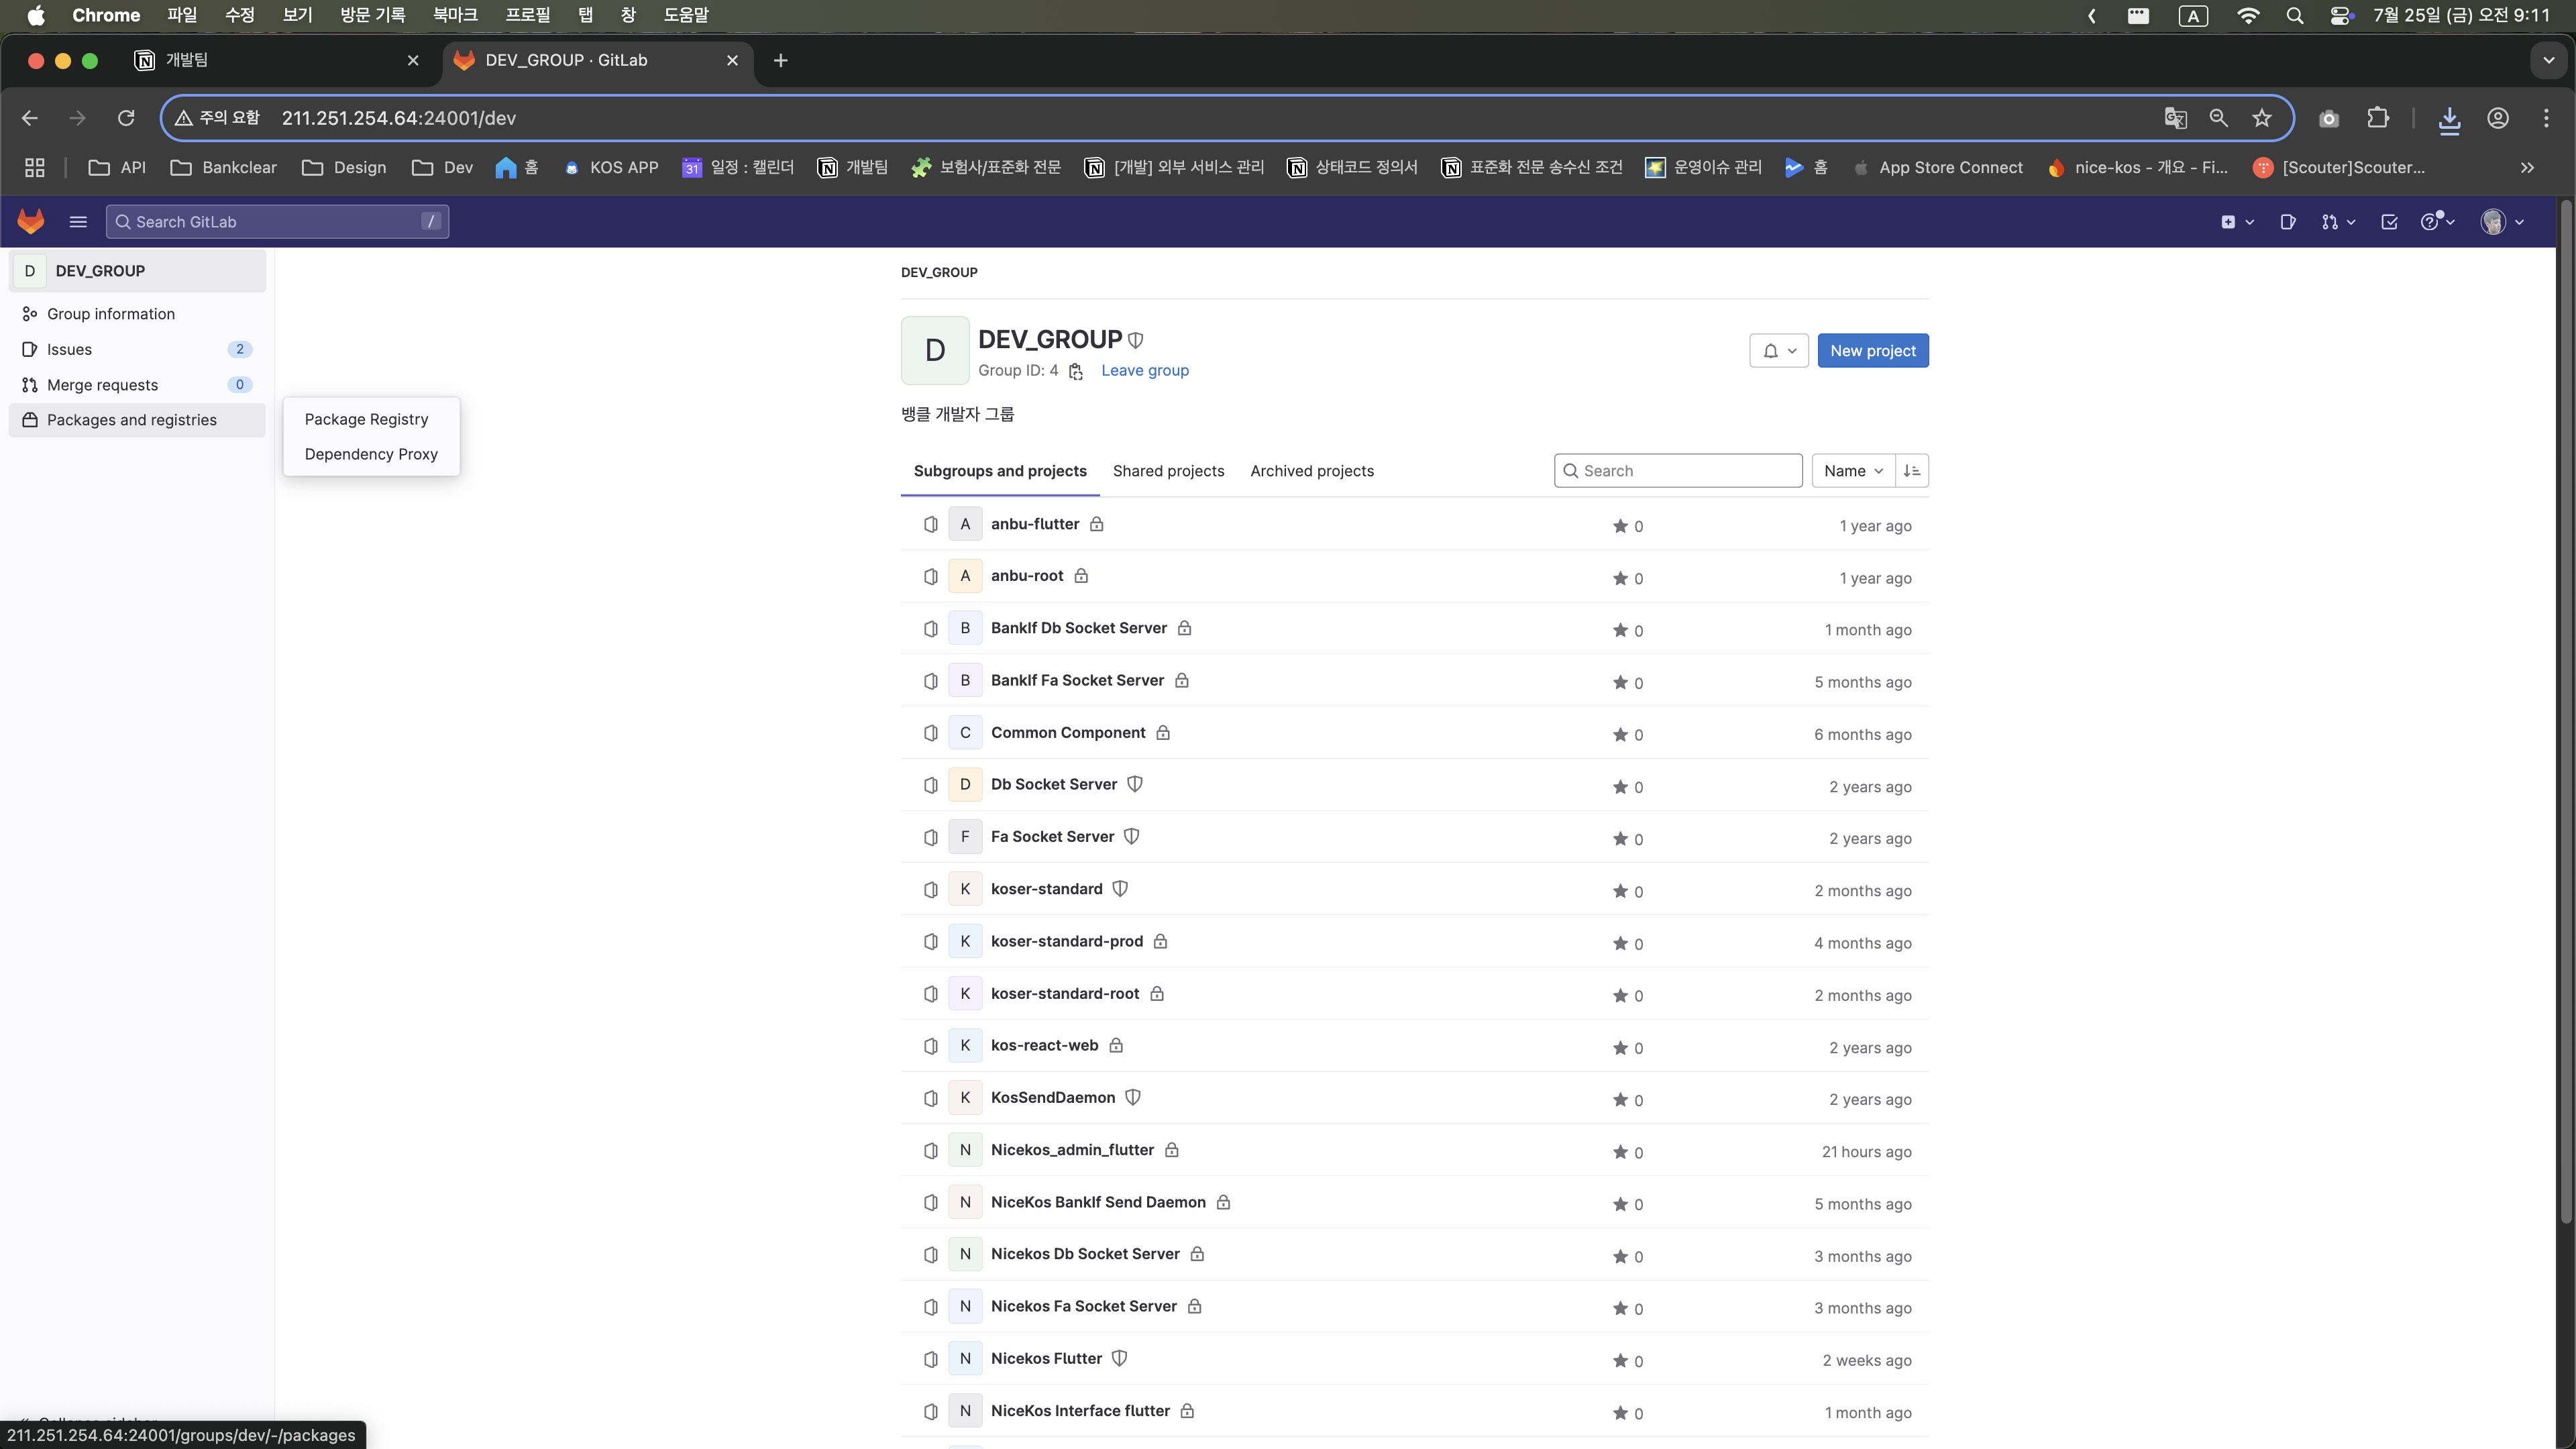 Chrome 파일 수정 보기 방문 기록 북마크 프로필 탭 창 도움말 A 7월 25일 (금) 오전 9:11
개발팀 DEV_GROUP · GitLab
주의 요함 211.251.254.64:24001/dev
API Bankclear Design Dev 홈 KOS APP 31 일정 : 캘린더 개발팀 보험사/표준화 전문 [개발] 외부 서비스 관리 상태코드 정의서 표준화 전문 송수신 조건 운영이슈 관리 홈 App Store Connect nice-kos - 개요 - Fi... [Scouter]Scouter...
Search GitLab /
D DEV_GROUP
Group information
Issues 2
Merge requests 0
Packages and registries
Package Registry
Dependency Proxy
DEV_GROUP
D DEV_GROUP
Group ID: 4 Leave group
New project
뱅클 개발자 그룹
Subgroups and projects Shared projects Archived projects Search Name
A anbu-flutter 0 1 year ago
A anbu-root 0 1 year ago
B BankIf Db Socket Server 0 1 month ago
B BankIf Fa Socket Server 0 5 months ago
C Common Component 0 6 months ago
D Db Socket Server 0 2 years ago
F Fa Socket Server 0 2 years ago
K koser-standard 0 2 months ago
K koser-standard-prod 0 4 months ago
K koser-standard-root 0 2 months ago
K kos-react-web 0 2 years ago
K KosSendDaemon 0 2 years ago
N Nicekos_admin_flutter 0 21 hours ago
N NiceKos BankIf Send Daemon 0 5 months ago
N Nicekos Db Socket Server 0 3 months ago
N Nicekos Fa Socket Server 0 3 months ago
N Nicekos Flutter 0 2 weeks ago
N NiceKos Interface flutter 0 1 month ago
Collapse sidebar
211.251.254.64:24001/groups/dev/-/packages